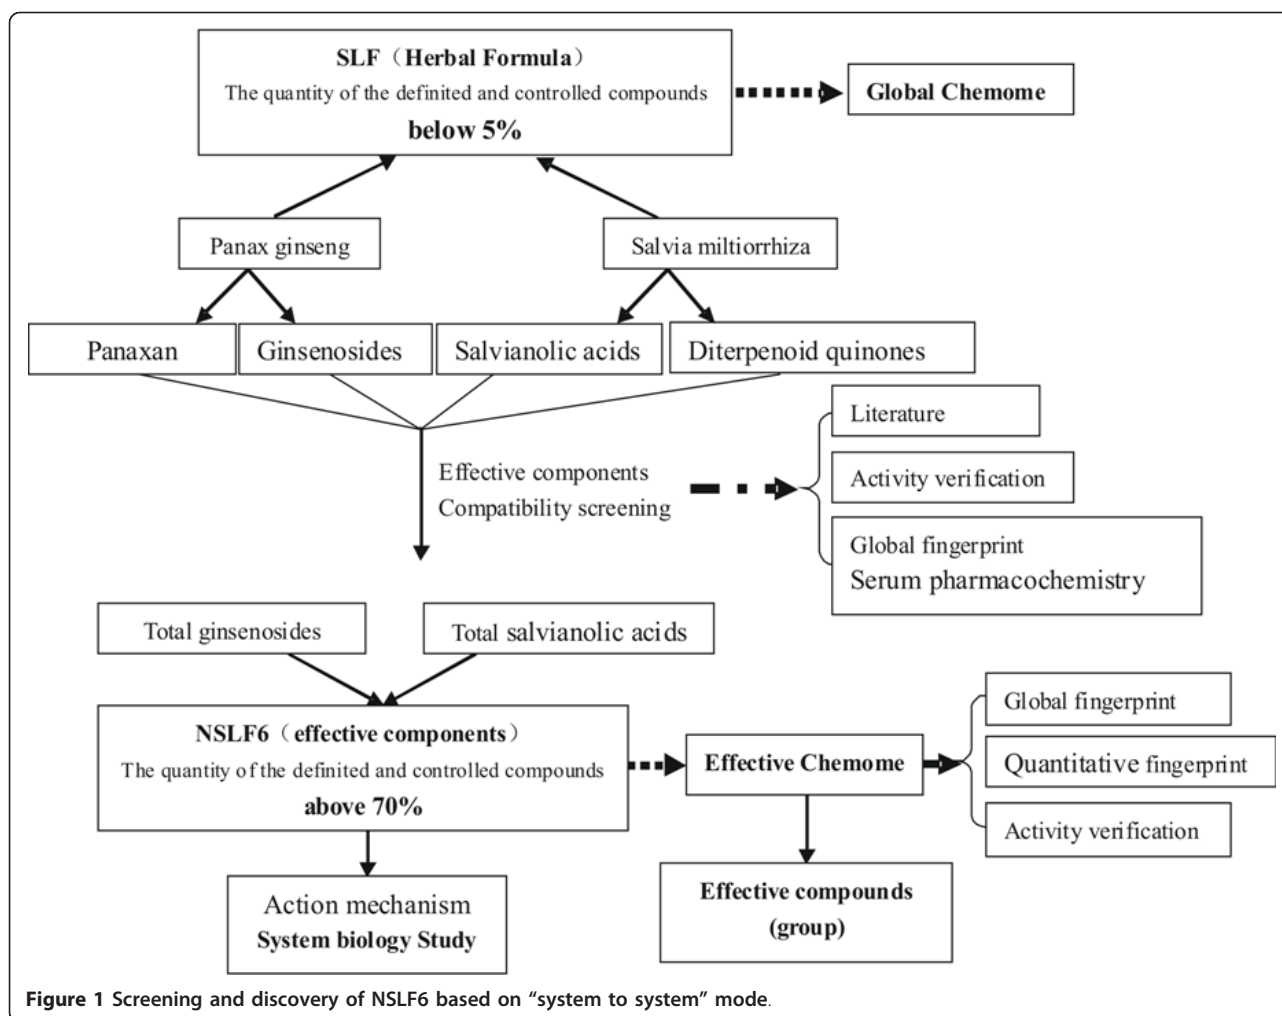 SLF（Herbal Formula）
The quantity of the definited and controlled compounds
below 5%
Global Chemome
Panax ginseng
Salvia miltiorrhiza
Panaxan
Ginsenosides
Salvianolic acids
Diterpenoid quinones
Effective components
Compatibility screening
Literature
Activity verification
Global fingerprint
Serum pharmacochemistry
Total ginsenosides
Total salvianolic acids
NSLF6（effective components）
The quantity of the definited and controlled compounds
above 70%
Effective Chemome
Global fingerprint
Quantitative fingerprint
Activity verification
Action mechanism
System biology Study
Effective compounds
(group)
Figure 1 Screening and discovery of NSLF6 based on “system to system” mode.